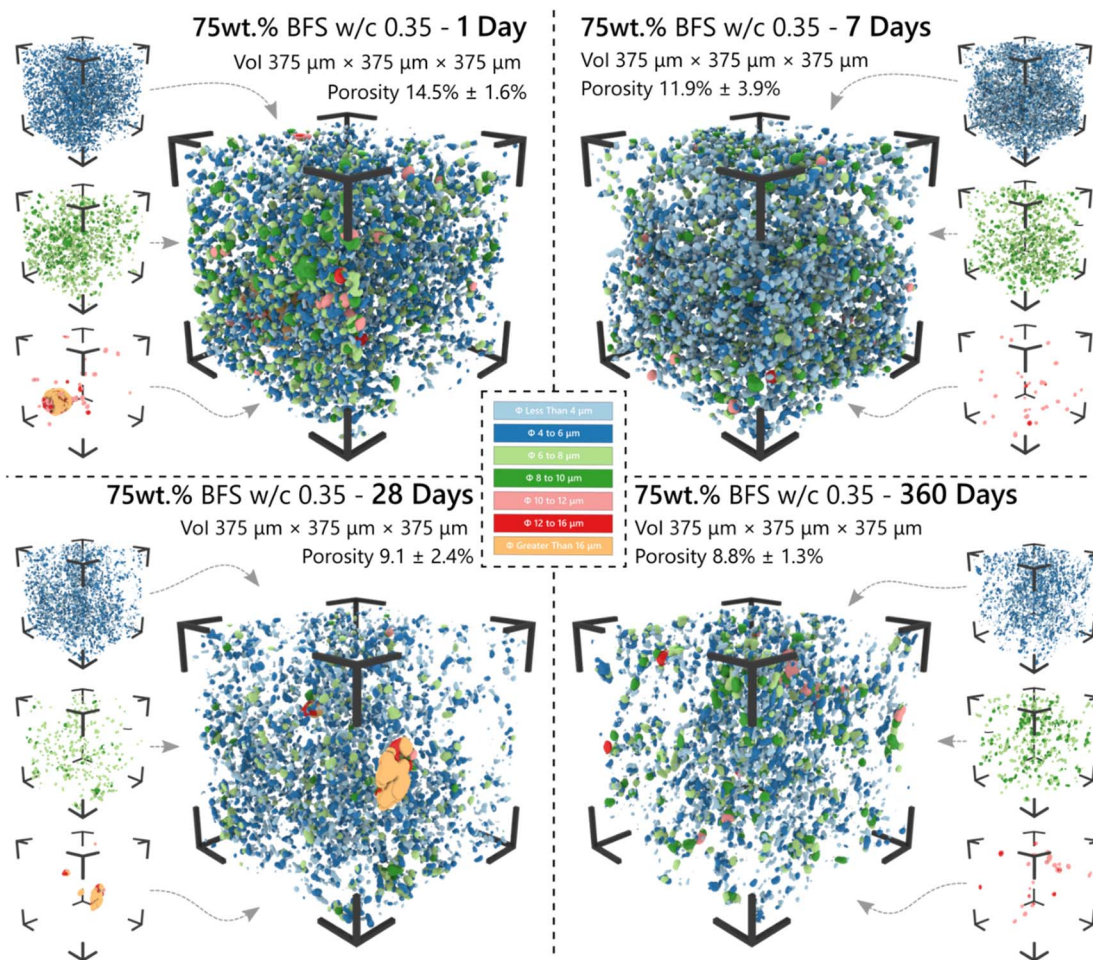 75wt.% BFS w/c 0.35 - 1 Day
Vol 375 µm × 375 µm × 375 µm
Porosity 14.5% ± 1.6%
75wt.% BFS w/c 0.35 - 7 Days
Vol 375 µm × 375 µm × 375 µm
Porosity 11.9% ± 3.9%
Φ Less Than 4 µm
Φ 4 to 6 µm
Φ 6 to 8 µm
Φ 8 to 10 µm
Φ 10 to 12 µm
Φ 12 to 16 µm
Φ Greater Than 16 µm
75wt.% BFS w/c 0.35 - 28 Days
Vol 375 µm × 375 µm × 375 µm
Porosity 9.1 ± 2.4%
75wt.% BFS w/c 0.35 - 360 Days
Vol 375 µm × 375 µm × 375 µm
Porosity 8.8% ± 1.3%